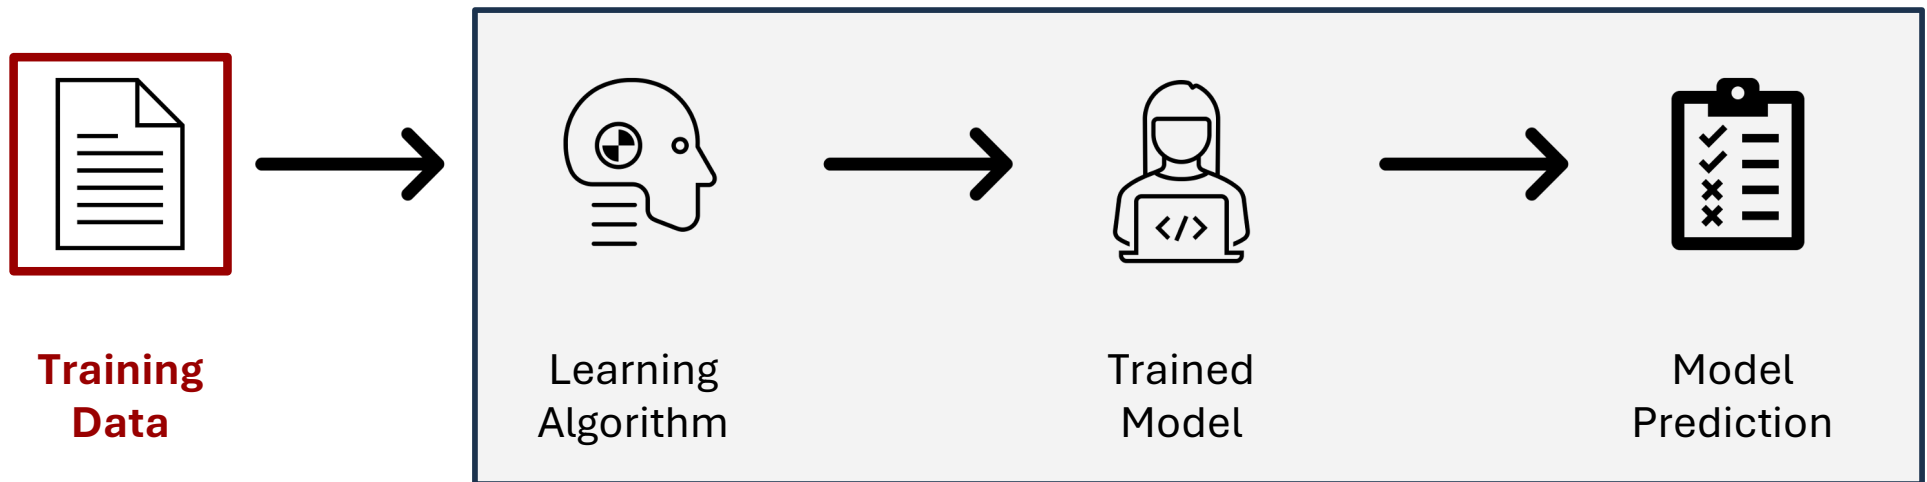 Training
Data
Learning
Algorithm
</>
Trained
Model
Model
Prediction